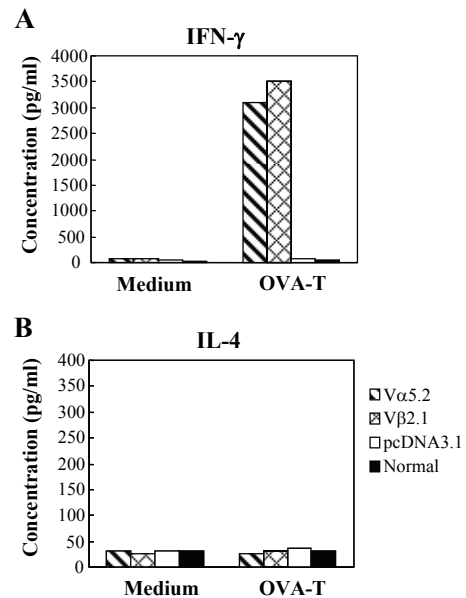 A
IFN-γ
Concentration (pg/ml)
4000
3500
3000
2500
2000
1500
1000
500
0
Medium
OVA-T
B
IL-4
Concentration (pg/ml)
400
350
300
250
200
150
100
50
0
Medium
OVA-T
Vα5.2
Vβ2.1
pcDNA3.1
Normal